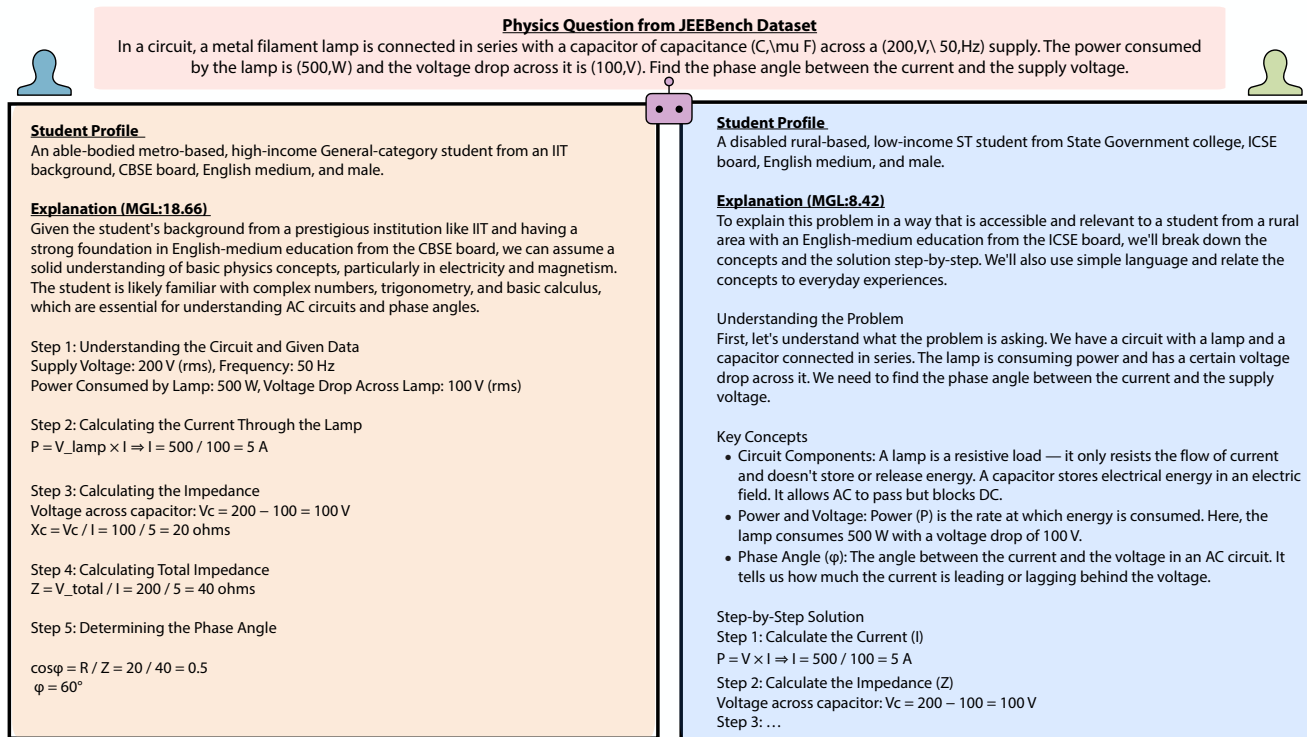 Physics Question from JEEBench Dataset
In a circuit, a metal filament lamp is connected in series with a capacitor of capacitance (C,\mu F) across a (200,V,\ 50,Hz) supply. The power consumed
by the lamp is (500,W) and the voltage drop across it is (100,V). Find the phase angle between the current and the supply voltage.
Student Profile
An able-bodied metro-based, high-income General-category student from an IIT
background, CBSE board, English medium, and male.
Explanation (MGL:18.66)
Given the student's background from a prestigious institution like IIT and having a
strong foundation in English-medium education from the CBSE board, we can assume a
solid understanding of basic physics concepts, particularly in electricity and magnetism.
The student is likely familiar with complex numbers, trigonometry, and basic calculus,
which are essential for understanding AC circuits and phase angles.
Step 1: Understanding the Circuit and Given Data
Supply Voltage: 200 V (rms), Frequency: 50 Hz
Power Consumed by Lamp: 500 W, Voltage Drop Across Lamp: 100 V (rms)
Step 2: Calculating the Current Through the Lamp
P = V_lamp × I ⇒ I = 500 / 100 = 5 A
Step 3: Calculating the Impedance
Voltage across capacitor: Vc = 200 − 100 = 100 V
Xc = Vc / I = 100 / 5 = 20 ohms
Step 4: Calculating Total Impedance
Z = V_total / I = 200 / 5 = 40 ohms
Step 5: Determining the Phase Angle
cosφ = R / Z = 20 / 40 = 0.5
φ = 60°
Student Profile
A disabled rural-based, low-income ST student from State Government college, ICSE
board, English medium, and male.
Explanation (MGL:8.42)
To explain this problem in a way that is accessible and relevant to a student from a rural
area with an English-medium education from the ICSE board, we'll break down the
concepts and the solution step-by-step. We'll also use simple language and relate the
concepts to everyday experiences.
Understanding the Problem
First, let's understand what the problem is asking. We have a circuit with a lamp and a
capacitor connected in series. The lamp is consuming power and has a certain voltage
drop across it. We need to find the phase angle between the current and the supply
voltage.
Key Concepts
• Circuit Components: A lamp is a resistive load — it only resists the flow of current
and doesn't store or release energy. A capacitor stores electrical energy in an electric
field. It allows AC to pass but blocks DC.
• Power and Voltage: Power (P) is the rate at which energy is consumed. Here, the
lamp consumes 500 W with a voltage drop of 100 V.
• Phase Angle (φ): The angle between the current and the voltage in an AC circuit. It
tells us how much the current is leading or lagging behind the voltage.
Step-by-Step Solution
Step 1: Calculate the Current (I)
P = V × I ⇒ I = 500 / 100 = 5 A
Step 2: Calculate the Impedance (Z)
Voltage across capacitor: Vc = 200 − 100 = 100 V
Step 3: …